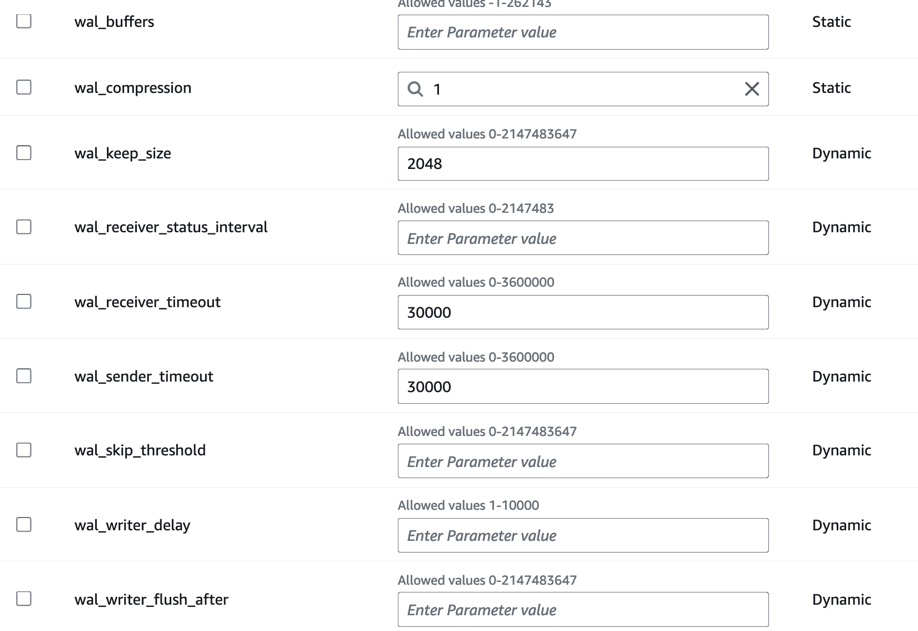 Allowed values -1-262143
wal_buffers
Enter Parameter value
Static
wal_compression
1
Static
Allowed values 0-2147483647
wal_keep_size
2048
Dynamic
Allowed values 0-2147483
wal_receiver_status_interval
Enter Parameter value
Dynamic
Allowed values 0-3600000
wal_receiver_timeout
30000
Dynamic
Allowed values 0-3600000
wal_sender_timeout
30000
Dynamic
Allowed values 0-2147483647
wal_skip_threshold
Enter Parameter value
Dynamic
Allowed values 1-10000
wal_writer_delay
Enter Parameter value
Dynamic
Allowed values 0-2147483647
wal_writer_flush_after
Enter Parameter value
Dynamic